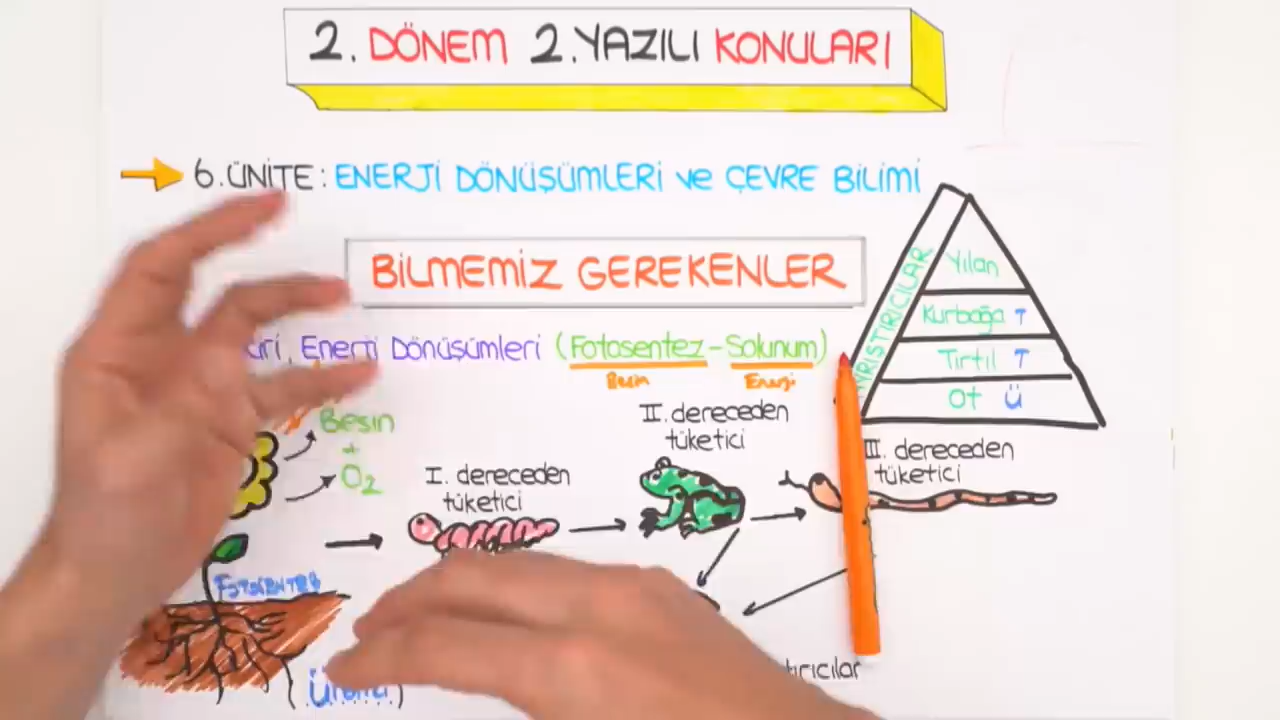 2. DÖNEM 2. YAZILI KONULARI
6. ÜNİTE: ENERJİ DÖNÜŞÜMLERİ ve ÇEVRE BİLİMİ
BİLMEMİZ GEREKENLER
Enerji Dönüşümleri (Fotosentez - Solunum)
Besin
Enerji
Yılan
Kurbağa T
Tırtıl T
Ot Ü
Besin
+
O2
I. dereceden
tüketici
II. dereceden
tüketici
III. dereceden
tüketici
FOTOSENTEZ